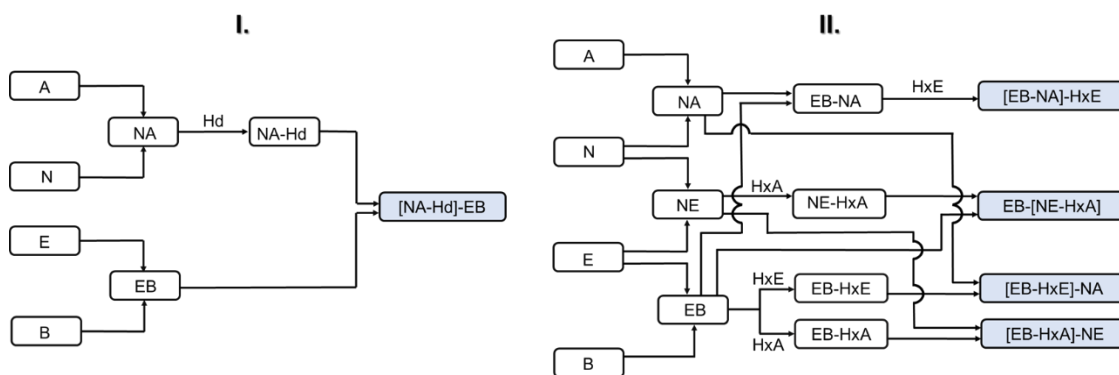 I.
A
N
E
B
NA
EB
Hd
NA-Hd
[NA-Hd]-EB
II.
A
N
E
B
NA
NE
EB
HxA
HxE
HxA
EB-NA
NE-HxA
EB-HxE
EB-HxA
HxE
[EB-NA]-HxE
EB-[NE-HxA]
[EB-HxE]-NA
[EB-HxA]-NE